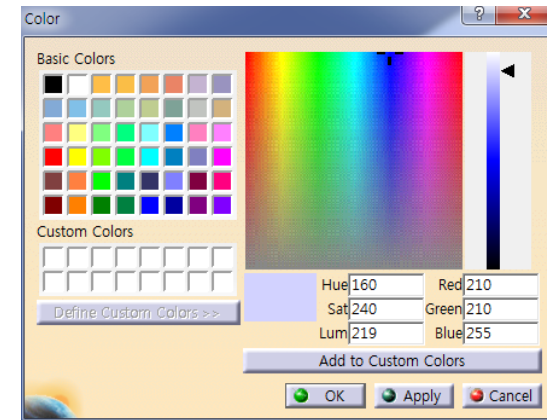 Color
?
X
Basic Colors
Custom Colors
Define Custom Colors >>
Hue 160 Red 210
Sat 240 Green 210
Lum 219 Blue 255
Add to Custom Colors
OK Apply Cancel